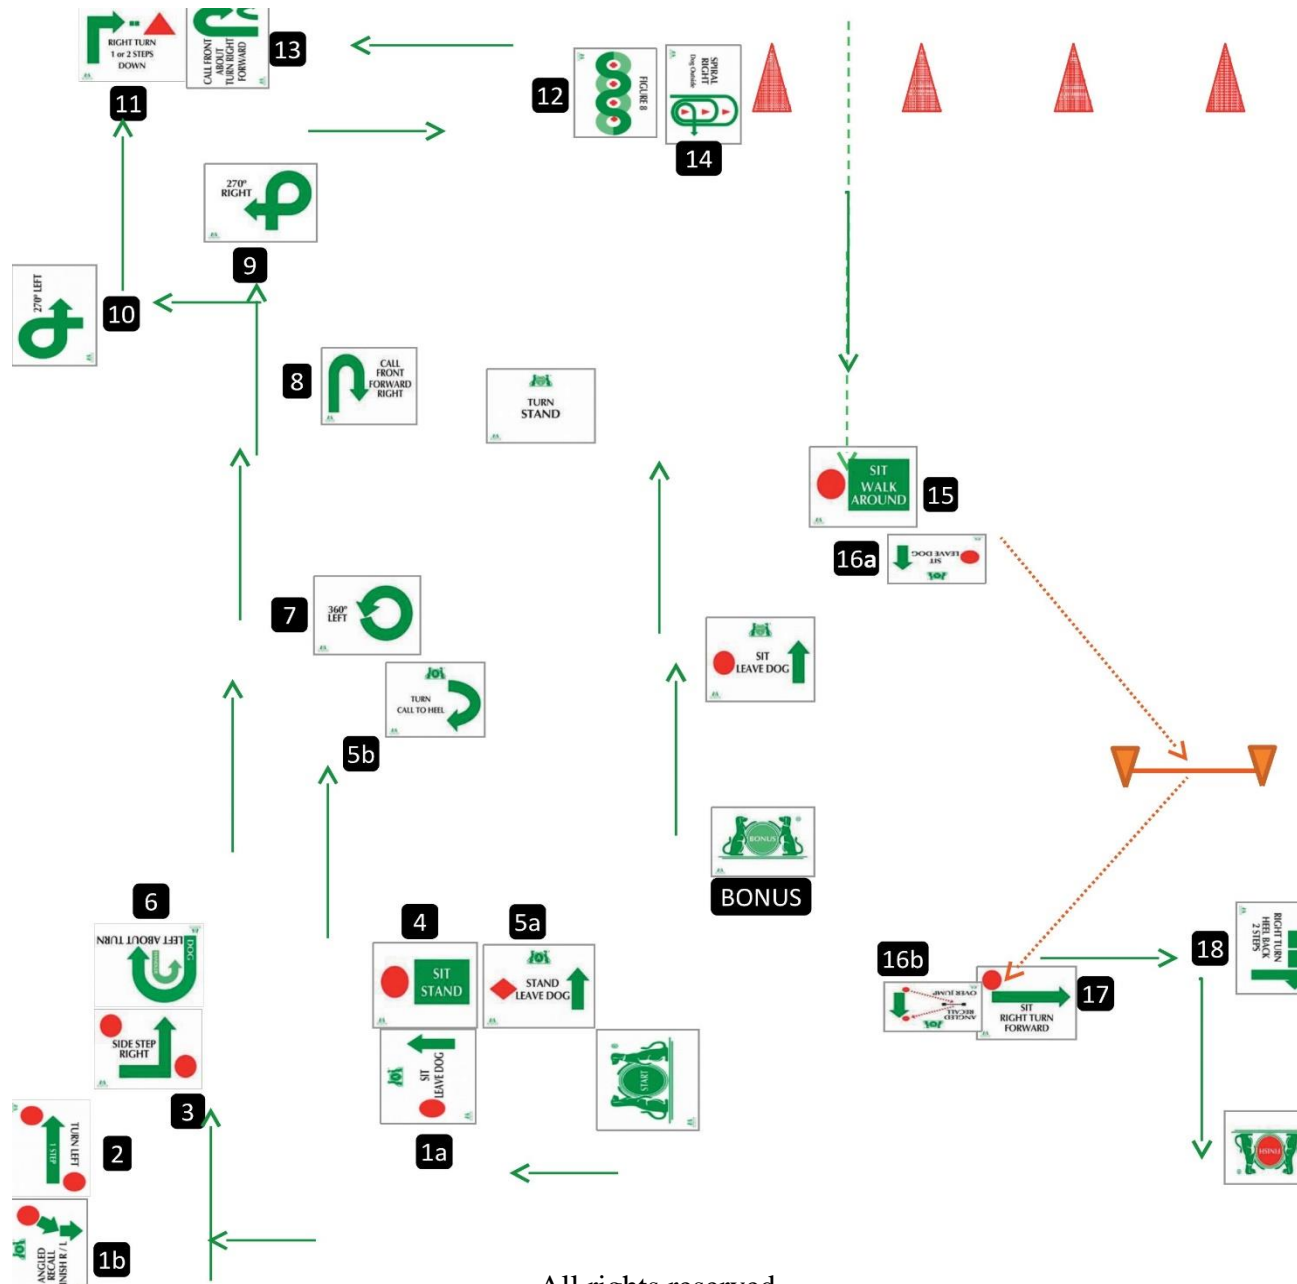 RIGHT TURN
1 or 2 STEPS
DOWN
11
CALL FRONT
ABOUT
TURN RIGHT
FORWARD
13
12
FIGURE 8
SPIRAL
RIGHT
Dog Outside
14
270°
RIGHT
9
270° LEFT
10
8
CALL
FRONT
FORWARD
RIGHT
TURN
STAND
SIT
WALK
AROUND
15
16a
SIT
LEAVE DOG
7
360°
LEFT
SIT
LEAVE DOG
TURN
CALL TO HEEL
5b
BONUS
BONUS
6
DOG
LEFT ABOUT TURN
4
SIT
STAND
5a
STAND
LEAVE DOG
SIDE STEP
RIGHT
3
SIT
LEAVE DOG
1a
START
TURN LEFT
1 STEP
2
ANGLED
RECALL
FINISH R / L
1b
16b
ANGLED
RECALL
OVER JUMP
SIT
RIGHT TURN
FORWARD
17
18
RIGHT TURN
HEEL BACK
2 STEPS
FINISH
All rights reserved